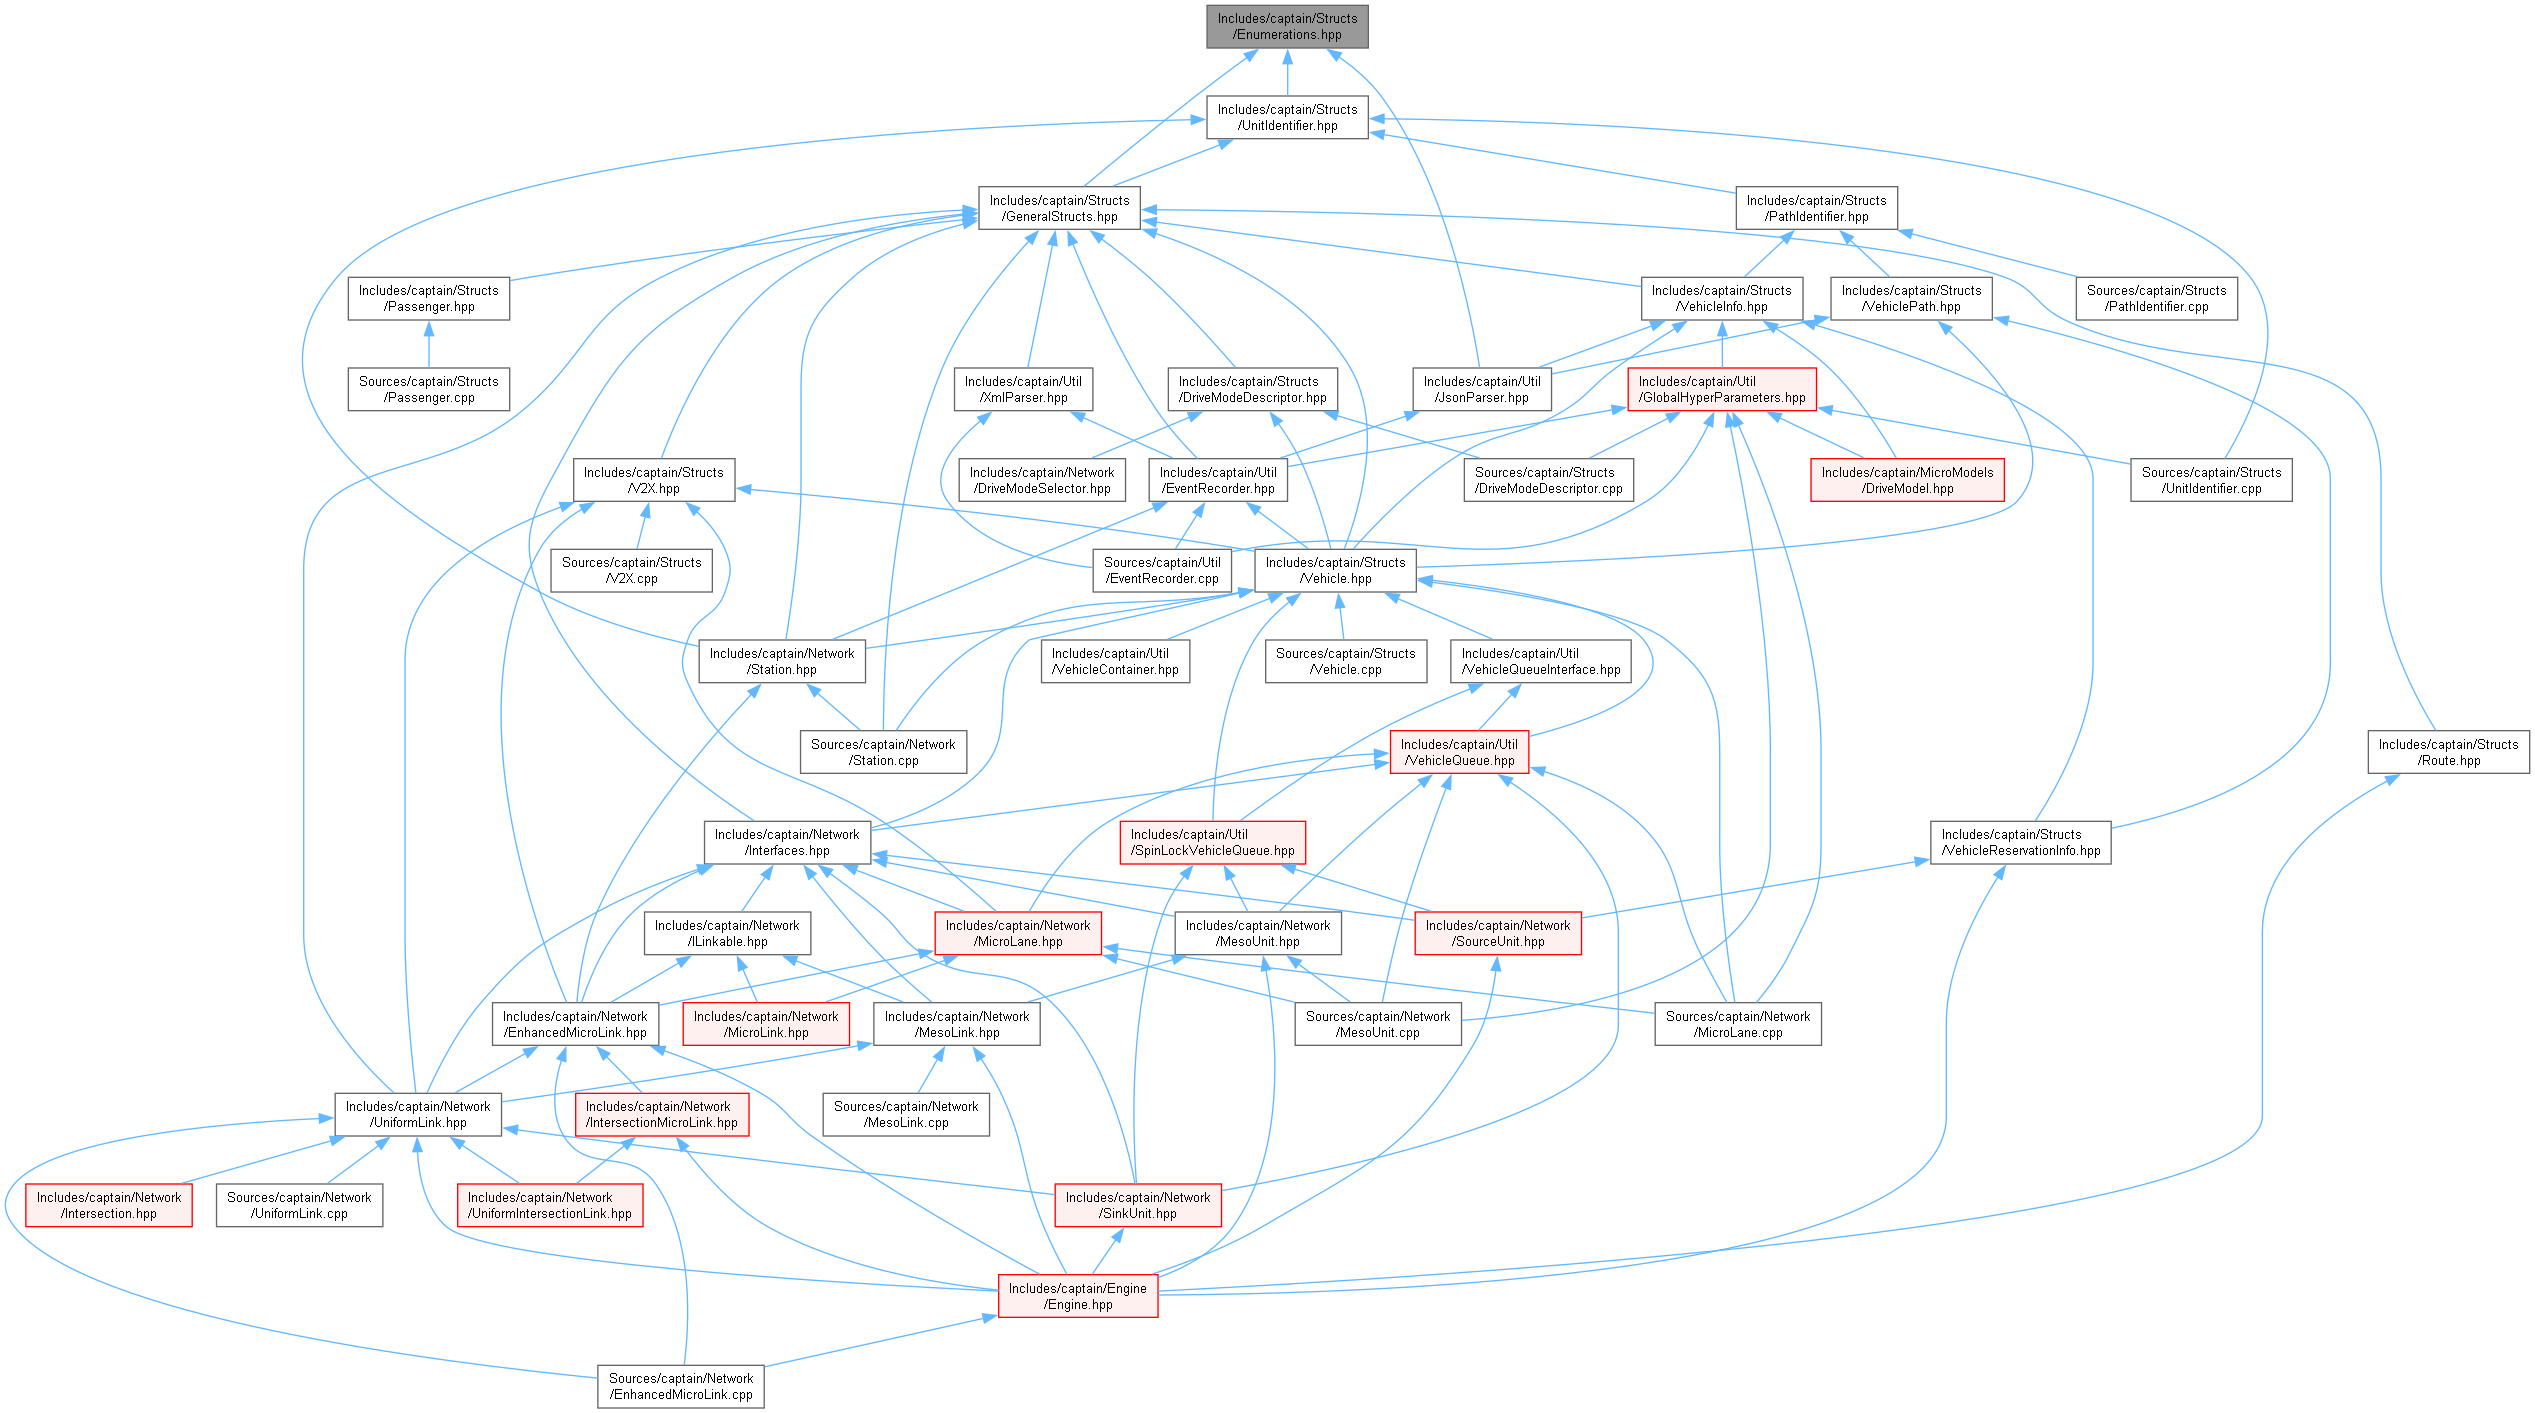 Includes/captain/Structs
/Enumerations.hpp
Includes/captain/Structs
/UnitIdentifier.hpp
Includes/captain/Structs
/GeneralStructs.hpp
Includes/captain/Structs
/PathIdentifier.hpp
Includes/captain/Structs
/Passenger.hpp
Includes/captain/Structs
/VehicleInfo.hpp
Includes/captain/Structs
/VehiclePath.hpp
Sources/captain/Structs
/PathIdentifier.cpp
Sources/captain/Structs
/Passenger.cpp
Includes/captain/Util
/XmlParser.hpp
Includes/captain/Structs
/DriveModeDescriptor.hpp
Includes/captain/Util
/JsonParser.hpp
Includes/captain/Util
/GlobalHyperParameters.hpp
Includes/captain/Structs
/V2X.hpp
Includes/captain/Network
/DriveModeSelector.hpp
Includes/captain/Util
/EventRecorder.hpp
Sources/captain/Structs
/DriveModeDescriptor.cpp
Includes/captain/MicroModels
/DriveModel.hpp
Sources/captain/Structs
/UnitIdentifier.cpp
Sources/captain/Structs
/V2X.cpp
Sources/captain/Util
/EventRecorder.cpp
Includes/captain/Structs
/Vehicle.hpp
Includes/captain/Network
/Station.hpp
Includes/captain/Util
/VehicleContainer.hpp
Sources/captain/Structs
/Vehicle.cpp
Includes/captain/Util
/VehicleQueueInterface.hpp
Sources/captain/Network
/Station.cpp
Includes/captain/Util
/VehicleQueue.hpp
Includes/captain/Structs
/Route.hpp
Includes/captain/Network
/Interfaces.hpp
Includes/captain/Util
/SpinLockVehicleQueue.hpp
Includes/captain/Structs
/VehicleReservationInfo.hpp
Includes/captain/Network
/ILinkable.hpp
Includes/captain/Network
/MicroLane.hpp
Includes/captain/Network
/MesoUnit.hpp
Includes/captain/Network
/SourceUnit.hpp
Includes/captain/Network
/EnhancedMicroLink.hpp
Includes/captain/Network
/MicroLink.hpp
Includes/captain/Network
/MesoLink.hpp
Sources/captain/Network
/MesoUnit.cpp
Sources/captain/Network
/MicroLane.cpp
Includes/captain/Network
/UniformLink.hpp
Includes/captain/Network
/IntersectionMicroLink.hpp
Sources/captain/Network
/MesoLink.cpp
Includes/captain/Network
/Intersection.hpp
Sources/captain/Network
/UniformLink.cpp
Includes/captain/Network
/UniformIntersectionLink.hpp
Includes/captain/Network
/SinkUnit.hpp
Includes/captain/Engine
/Engine.hpp
Sources/captain/Network
/EnhancedMicroLink.cpp